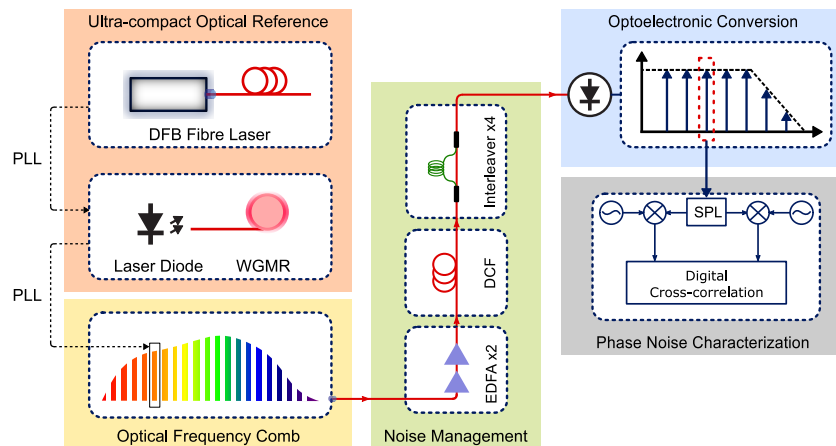 Ultra-compact Optical Reference
DFB Fibre Laser
PLL
Laser Diode
WGMR
PLL
Optical Frequency Comb
Interleaver x4
DCF
EDFA x2
Noise Management
Optoelectronic Conversion
SPL
Digital
Cross-correlation
Phase Noise Characterization